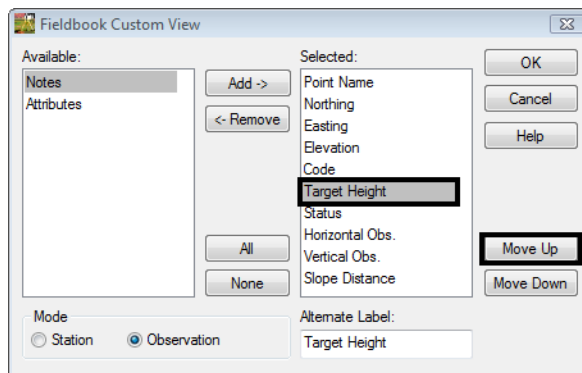 Fieldbook Custom View
Available:
Notes
Attributes
Add ->
<- Remove
All
None
Selected:
Point Name
Northing
Easting
Elevation
Code
Target Height
Status
Horizontal Obs.
Vertical Obs.
Slope Distance
OK
Cancel
Help
Move Up
Move Down
Mode
Station
Observation
Alternate Label:
Target Height